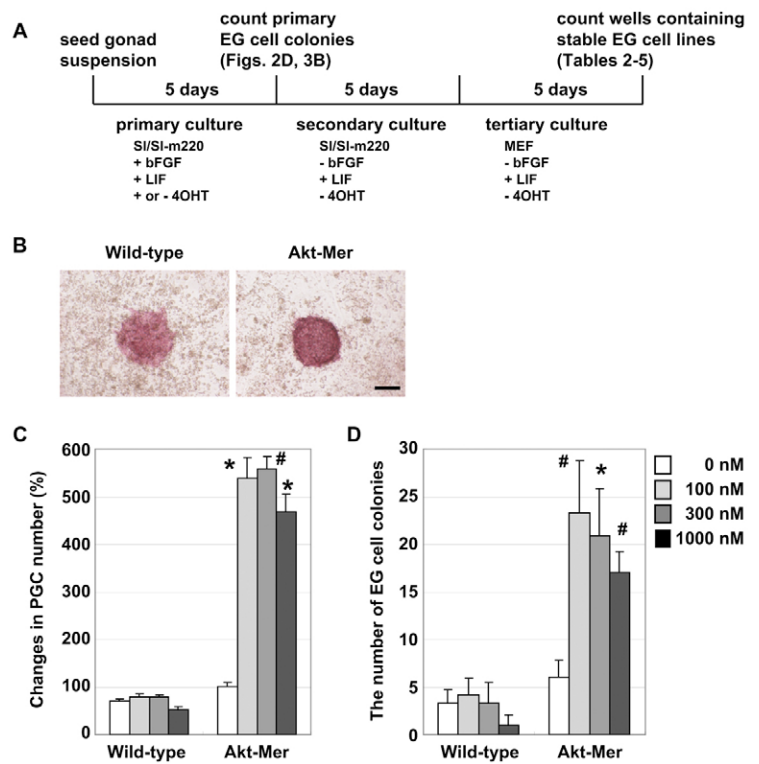 A
seed gonad
suspension
count primary
EG cell colonies
(Figs. 2D, 3B)
count wells containing
stable EG cell lines
(Tables 2-5)
5 days
5 days
5 days
primary culture
Sl/Sl-m220
+ bFGF
+ LIF
+ or - 4OHT
secondary culture
Sl/Sl-m220
- bFGF
+ LIF
- 4OHT
tertiary culture
MEF
- bFGF
+ LIF
- 4OHT
B
Wild-type
Akt-Mer
C
Changes in PGC number (%)
600
500
400
300
200
100
0
*
#
*
Wild-type
Akt-Mer
D
The number of EG cell colonies
30
25
20
15
10
5
0
#
*
#
Wild-type
Akt-Mer
0 nM
100 nM
300 nM
1000 nM